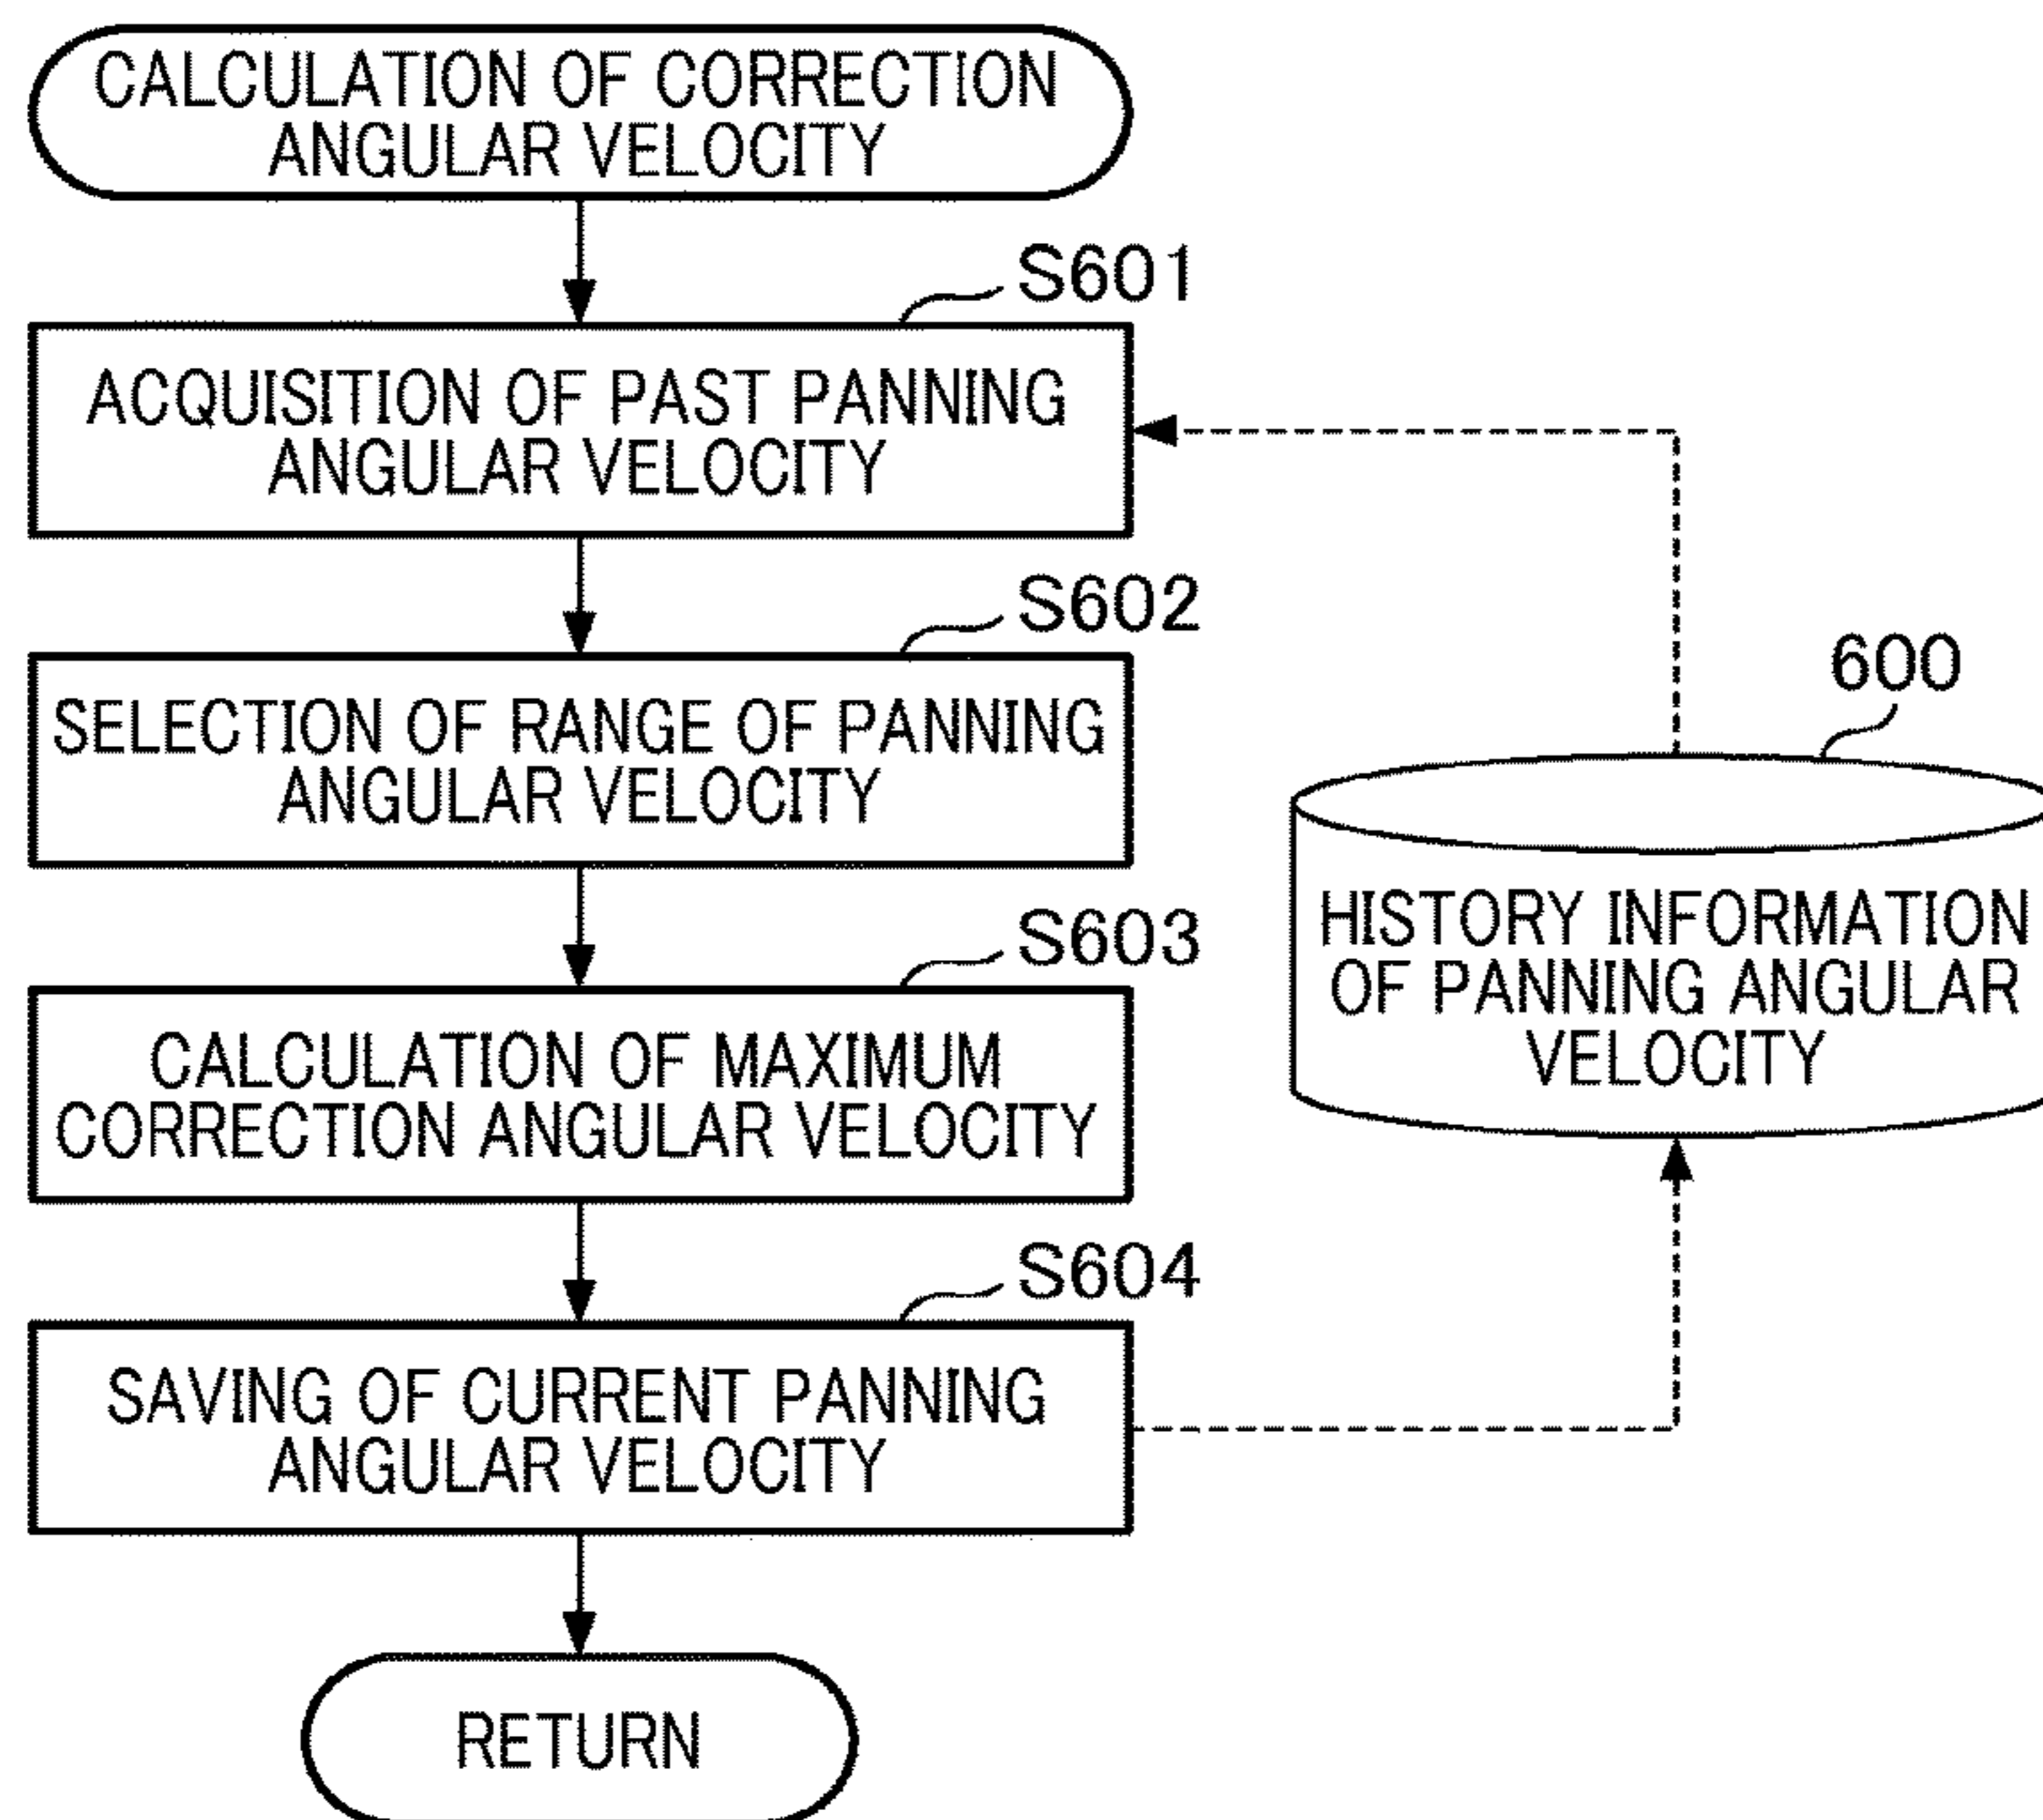 CALCULATION OF CORRECTION
ANGULAR VELOCITY
S601
ACQUISITION OF PAST PANNING
ANGULAR VELOCITY
S602
SELECTION OF RANGE OF PANNING
ANGULAR VELOCITY
600
HISTORY INFORMATION
OF PANNING ANGULAR
VELOCITY
S603
CALCULATION OF MAXIMUM
CORRECTION ANGULAR VELOCITY
S604
SAVING OF CURRENT PANNING
ANGULAR VELOCITY
RETURN